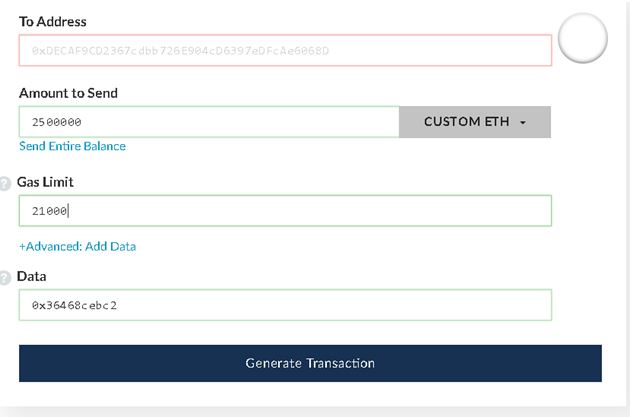 To Address
0xDECAF9CD2367cdbb726E904cD6397eDFcAe6068D
Amount to Send
2500000
CUSTOM ETH
Send Entire Balance
? Gas Limit
21000
+Advanced: Add Data
? Data
0x36468cebc2
Generate Transaction